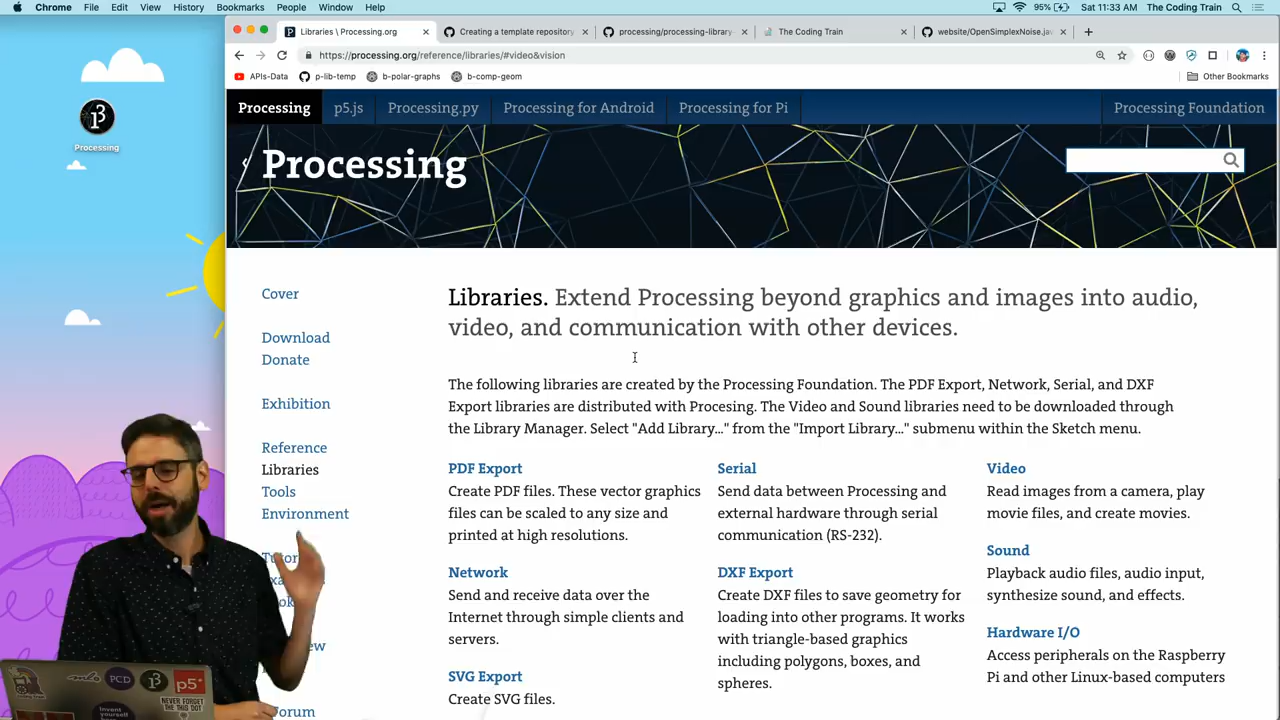 Chrome File Edit View History Bookmarks People Window Help 95% Sat 11:33 AM The Coding Train
Libraries \ Processing.org
Creating a template repository
processing/processing-library
The Coding Train
website/OpenSimplexNoise.jav
https://processing.org/reference/libraries/#video&vision
APIs-Data p-lib-temp b-polar-graphs b-comp-geom Other Bookmarks
Processing p5.js Processing.py Processing for Android Processing for Pi Processing Foundation
Processing
Processing
Cover
Download
Donate
Exhibition
Reference
Libraries
Tools
Environment
Forum
Libraries. Extend Processing beyond graphics and images into audio,
video, and communication with other devices.
The following libraries are created by the Processing Foundation. The PDF Export, Network, Serial, and DXF
Export libraries are distributed with Procesing. The Video and Sound libraries need to be downloaded through
the Library Manager. Select "Add Library..." from the "Import Library..." submenu within the Sketch menu.
PDF Export
Create PDF files. These vector graphics
files can be scaled to any size and
printed at high resolutions.
Network
Send and receive data over the
Internet through simple clients and
servers.
SVG Export
Create SVG files.
Serial
Send data between Processing and
external hardware through serial
communication (RS-232).
DXF Export
Create DXF files to save geometry for
loading into other programs. It works
with triangle-based graphics
including polygons, boxes, and
spheres.
Video
Read images from a camera, play
movie files, and create movies.
Sound
Playback audio files, audio input,
synthesize sound, and effects.
Hardware I/O
Access peripherals on the Raspberry
Pi and other Linux-based computers
PCD
p5*
NEVER FORGET
THIS DOT
Invent
yourself